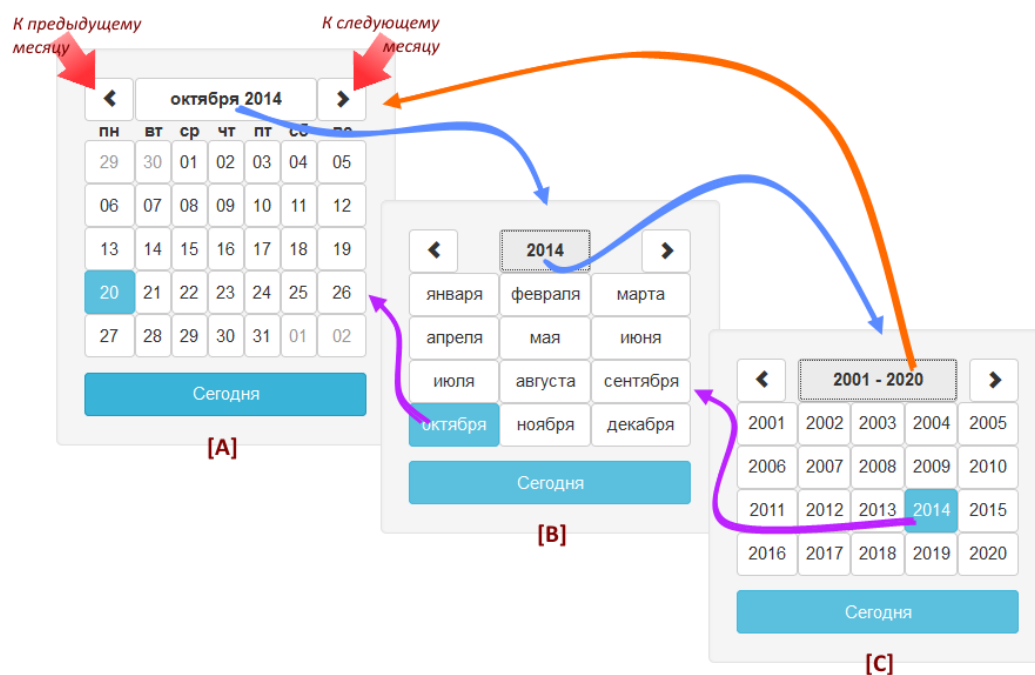 К предыдущему
месяцу
К следующему
месяцу
октября 2014
пн вт ср чт пт сб
29 30 01 02 03 04 05
06 07 08 09 10 11 12
13 14 15 16 17 18 19
20 21 22 23 24 25 26
27 28 29 30 31 01 02
Сегодня
[A]
2014
января февраля марта
апреля мая июня
июля августа сентября
октября ноября декабря
Сегодня
[B]
2001 - 2020
2001 2002 2003 2004 2005
2006 2007 2008 2009 2010
2011 2012 2013 2014 2015
2016 2017 2018 2019 2020
Сегодня
[C]